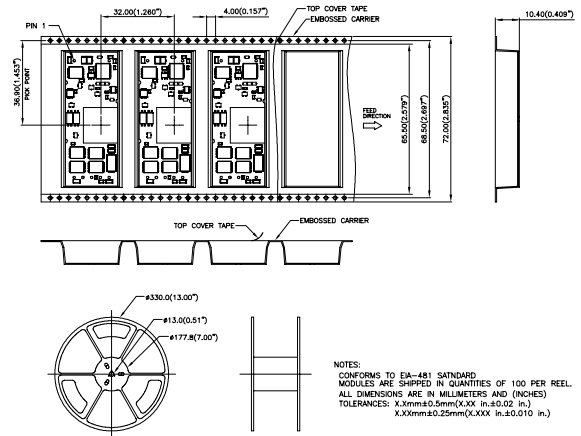 32.00(1.260")
4.00(0.157")
TOP COVER TAPE
EMBOSSED CARRIER
10.40(0.409")
PIN 1
36.90(1.453")
PICK POINT
FEED
DIRECTION
65.50(2.579")
68.50(2.697")
72.00(2.835")
TOP COVER TAPE
EMBOSSED CARRIER
ø330.0(13.00")
ø13.0(0.51")
ø177.8(7.00")
NOTES:
CONFORMS TO EIA-481 SATNDARD
MODULES ARE SHIPPED IN QUANTITIES OF 100 PER REEL.
ALL DIMENSIONS ARE IN MILLIMETERS AND (INCHES)
TOLERANCES: X.Xmm±0.5mm(X.XX in.±0.02 in.)
X.XXmm±0.25mm(X.XXX in.±0.010 in.)